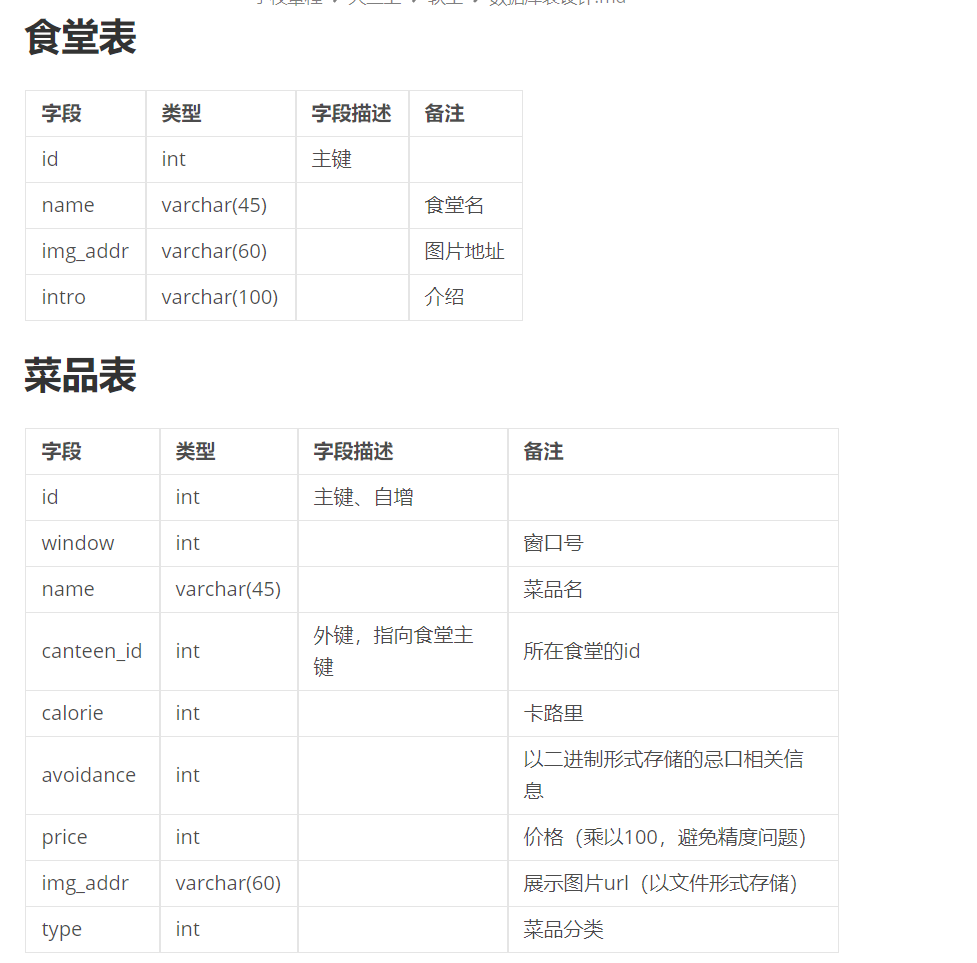 食堂表
字段 类型 字段描述 备注
id int 主键
name varchar(45) 食堂名
img_addr varchar(60) 图片地址
intro varchar(100) 介绍
菜品表
字段 类型 字段描述 备注
id int 主键、自增
window int 窗口号
name varchar(45) 菜品名
canteen_id int 外键，指向食堂主
键 所在食堂的id
calorie int 卡路里
avoidance int 以二进制形式存储的忌口相关信
息
price int 价格（乘以100，避免精度问题）
img_addr varchar(60) 展示图片url（以文件形式存储）
type int 菜品分类